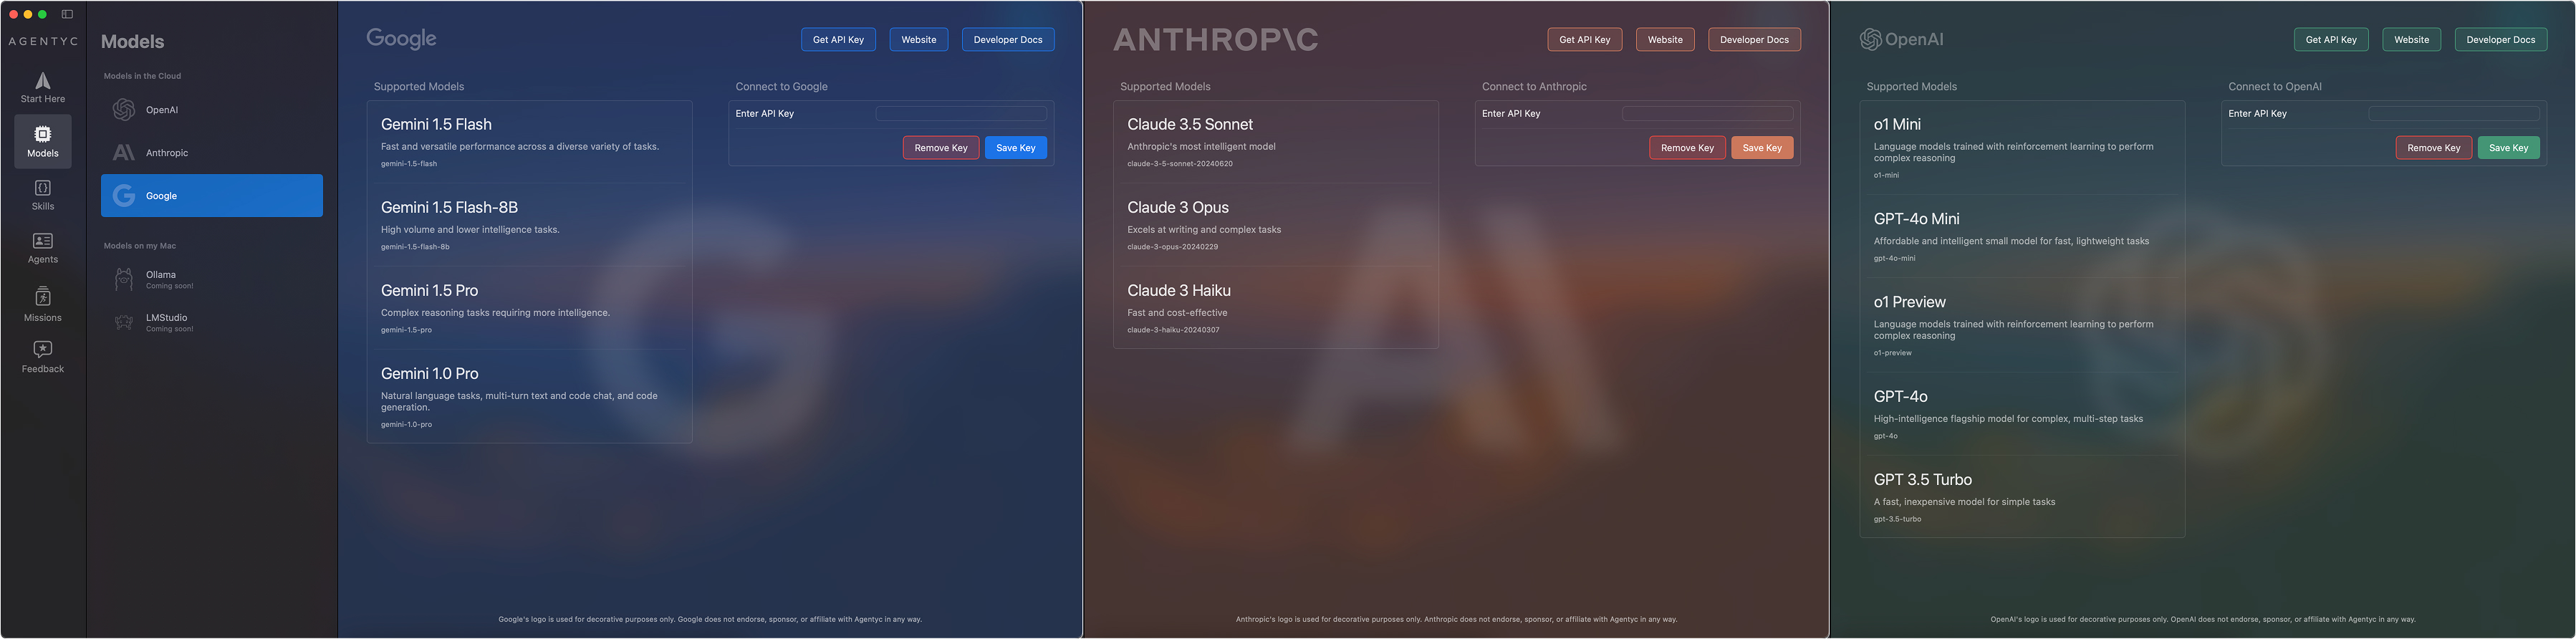 AGENTYC
Start Here
Models
Skills
Agents
Missions
Feedback
Models
Models in the Cloud
OpenAI
Anthropic
Google
Models on my Mac
Ollama
Coming soon!
LMStudio
Coming soon!
Google
Get API Key
Website
Developer Docs
Supported Models
Gemini 1.5 Flash
Fast and versatile performance across a diverse variety of tasks.
gemini-1.5-flash
Gemini 1.5 Flash-8B
High volume and lower intelligence tasks.
gemini-1.5-flash-8b
Gemini 1.5 Pro
Complex reasoning tasks requiring more intelligence.
gemini-1.5-pro
Gemini 1.0 Pro
Natural language tasks, multi-turn text and code chat, and code
generation.
gemini-1.0-pro
Connect to Google
Enter API Key
Remove Key
Save Key
Google's logo is used for decorative purposes only. Google does not endorse, sponsor, or affiliate with Agentyc in any way.
ANTHROP\C
Get API Key
Website
Developer Docs
Supported Models
Claude 3.5 Sonnet
Anthropic's most intelligent model
claude-3-5-sonnet-20240620
Claude 3 Opus
Excels at writing and complex tasks
claude-3-opus-20240229
Claude 3 Haiku
Fast and cost-effective
claude-3-haiku-20240307
Connect to Anthropic
Enter API Key
Remove Key
Save Key
Anthropic's logo is used for decorative purposes only. Anthropic does not endorse, sponsor, or affiliate with Agentyc in any way.
OpenAI
Get API Key
Website
Developer Docs
Supported Models
o1 Mini
Language models trained with reinforcement learning to perform
complex reasoning
o1-mini
GPT-4o Mini
Affordable and intelligent small model for fast, lightweight tasks
gpt-4o-mini
o1 Preview
Language models trained with reinforcement learning to perform
complex reasoning
o1-preview
GPT-4o
High-intelligence flagship model for complex, multi-step tasks
gpt-4o
GPT 3.5 Turbo
A fast, inexpensive model for simple tasks
gpt-3.5-turbo
Connect to OpenAI
Enter API Key
Remove Key
Save Key
OpenAI's logo is used for decorative purposes only. OpenAI does not endorse, sponsor, or affiliate with Agentyc in any way.